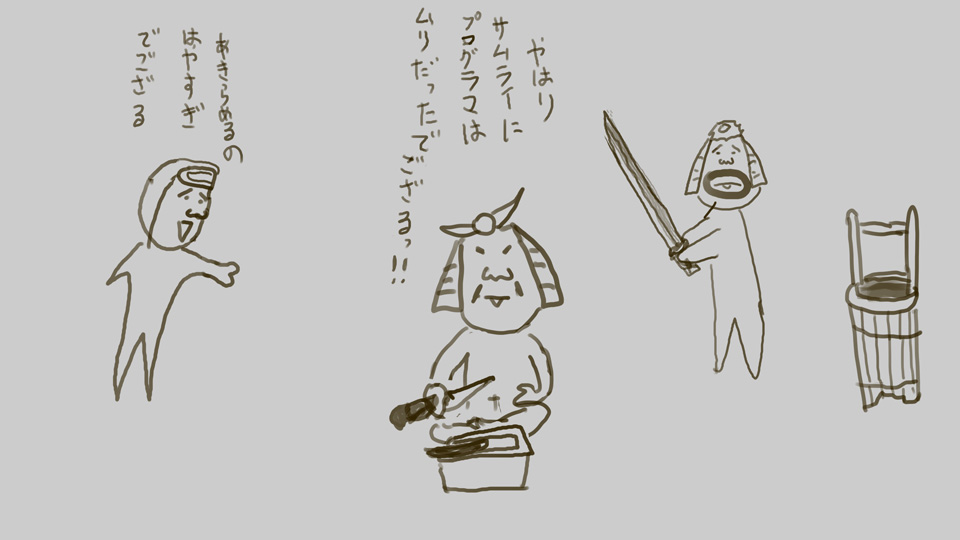 やはり
サムライに
プログラマは
ムリだったでござるっ!!
あきらめるの
はやすぎ
でござる